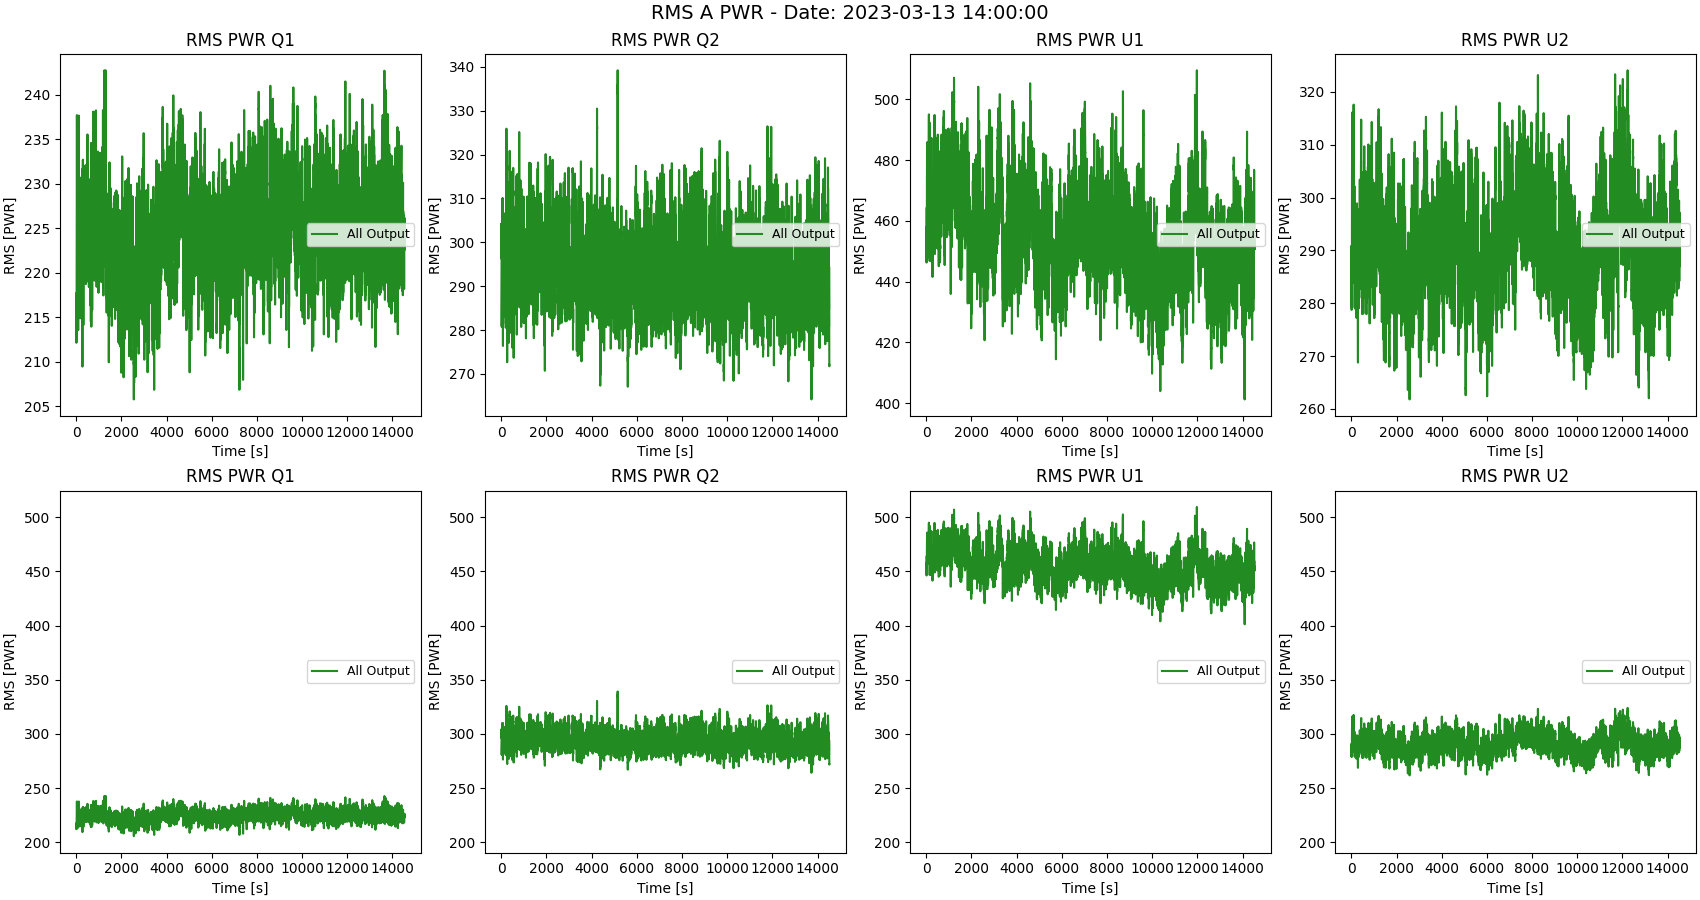 RMS A PWR - Date: 2023-03-13 14:00:00
RMS PWR Q1
RMS [PWR]
240
235
230
225
220
215
210
205
All Output
0 2000 4000 6000 8000 10000 12000 14000
Time [s]
RMS PWR Q2
RMS [PWR]
340
330
320
310
300
290
280
270
All Output
0 2000 4000 6000 8000 10000 12000 14000
Time [s]
RMS PWR U1
RMS [PWR]
500
480
460
440
420
400
All Output
0 2000 4000 6000 8000 10000 12000 14000
Time [s]
RMS PWR U2
RMS [PWR]
320
310
300
290
280
270
260
All Output
0 2000 4000 6000 8000 10000 12000 14000
Time [s]
RMS PWR Q1
RMS [PWR]
500
450
400
350
300
250
200
All Output
0 2000 4000 6000 8000 10000 12000 14000
Time [s]
RMS PWR Q2
RMS [PWR]
500
450
400
350
300
250
200
All Output
0 2000 4000 6000 8000 10000 12000 14000
Time [s]
RMS PWR U1
RMS [PWR]
500
450
400
350
300
250
200
All Output
0 2000 4000 6000 8000 10000 12000 14000
Time [s]
RMS PWR U2
RMS [PWR]
500
450
400
350
300
250
200
All Output
0 2000 4000 6000 8000 10000 12000 14000
Time [s]